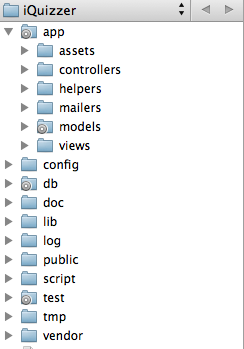 iQuizzer
app
assets
controllers
helpers
mailers
models
views
config
db
doc
lib
log
public
script
test
tmp
vendor